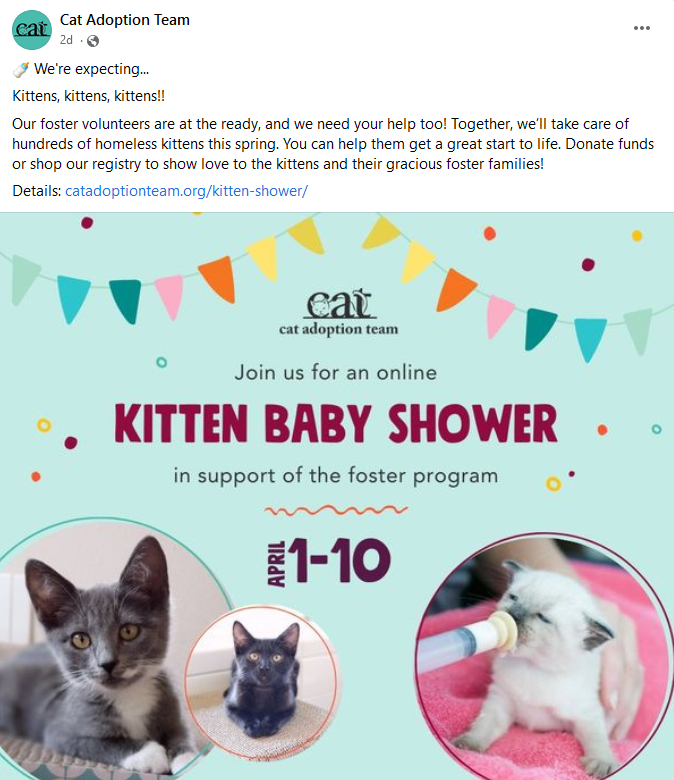 cat
Cat Adoption Team
2d ·
🍼 We're expecting...
Kittens, kittens, kittens!!
Our foster volunteers are at the ready, and we need your help too! Together, we'll take care of
hundreds of homeless kittens this spring. You can help them get a great start to life. Donate funds
or shop our registry to show love to the kittens and their gracious foster families!
Details: catadoptionteam.org/kitten-shower/
cat
cat adoption team
Join us for an online
KITTEN BABY SHOWER
in support of the foster program
APRIL 1-10